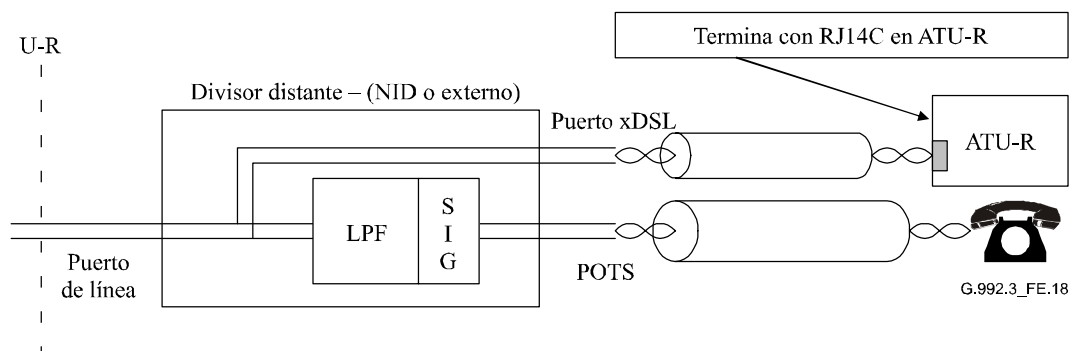 U-R
Termina con RJ14C en ATU-R
Divisor distante – (NID o externo)
Puerto xDSL
ATU-R
LPF
S
I
G
Puerto
de línea
POTS
G.992.3_FE.18